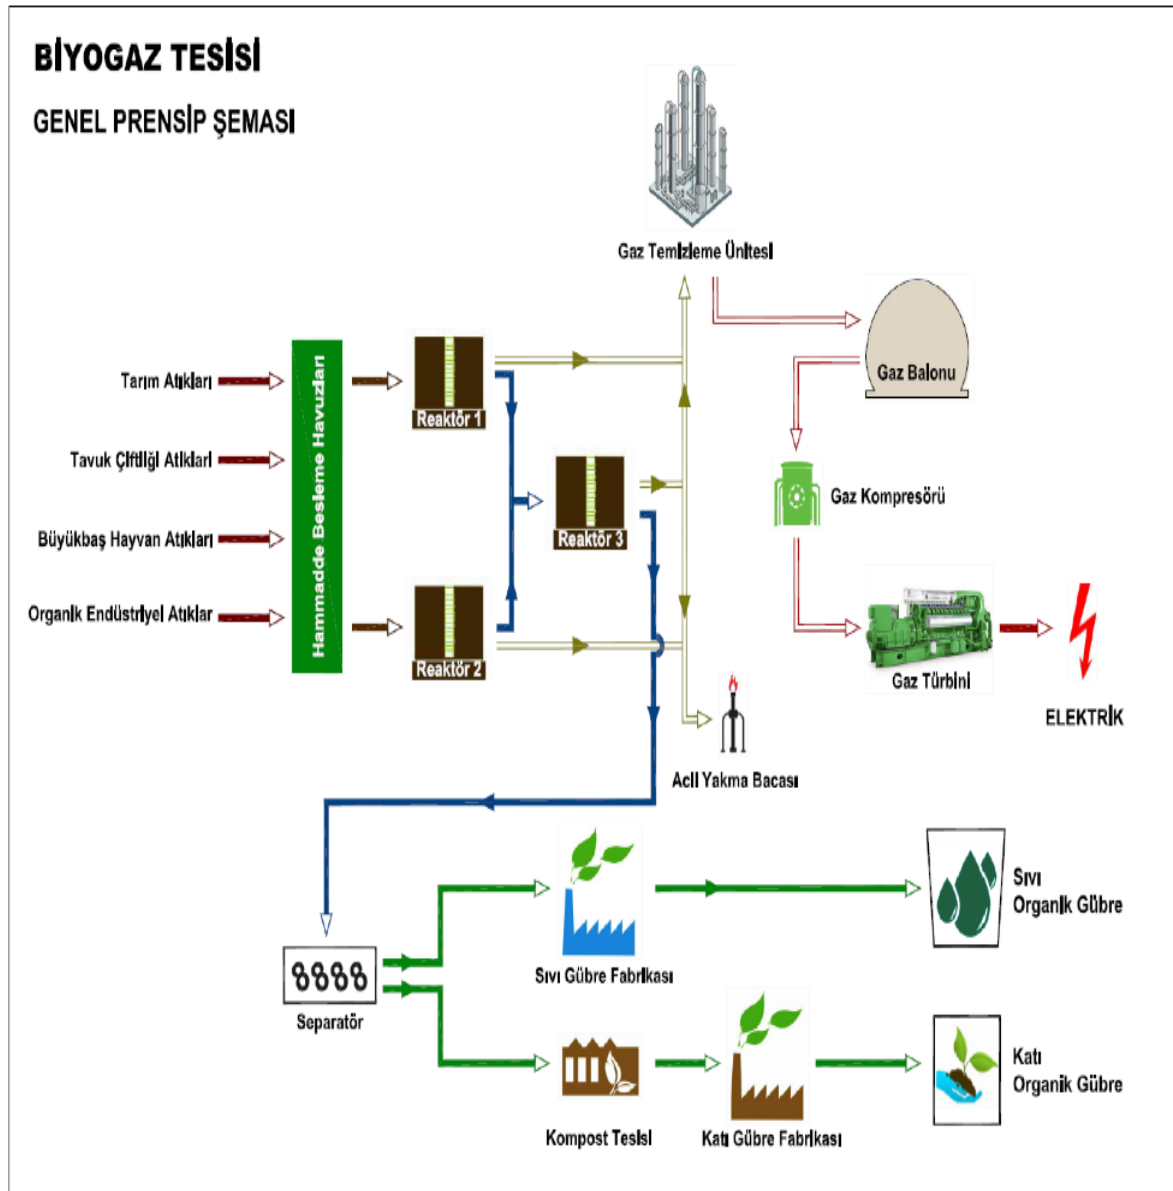 BİYOGAZ TESİSİ
GENEL PRENSİP ŞEMASI
Gaz Temizleme Ünitesi
Gaz Balonu
Tarım Atıkları
Tavuk Çiftliği Atıkları
Büyükbaş Hayvan Atıkları
Organik Endüstriyel Atıklar
Hammadde Besleme Havuzları
Reaktör 1
Reaktör 3
Reaktör 2
Gaz Kompresörü
Gaz Türbini
ELEKTRİK
Acil Yakma Bacası
Separatör
Sıvı Gübre Fabrikası
Sıvı
Organik Gübre
Kompost Tesisi
Katı Gübre Fabrikası
Katı
Organik Gübre